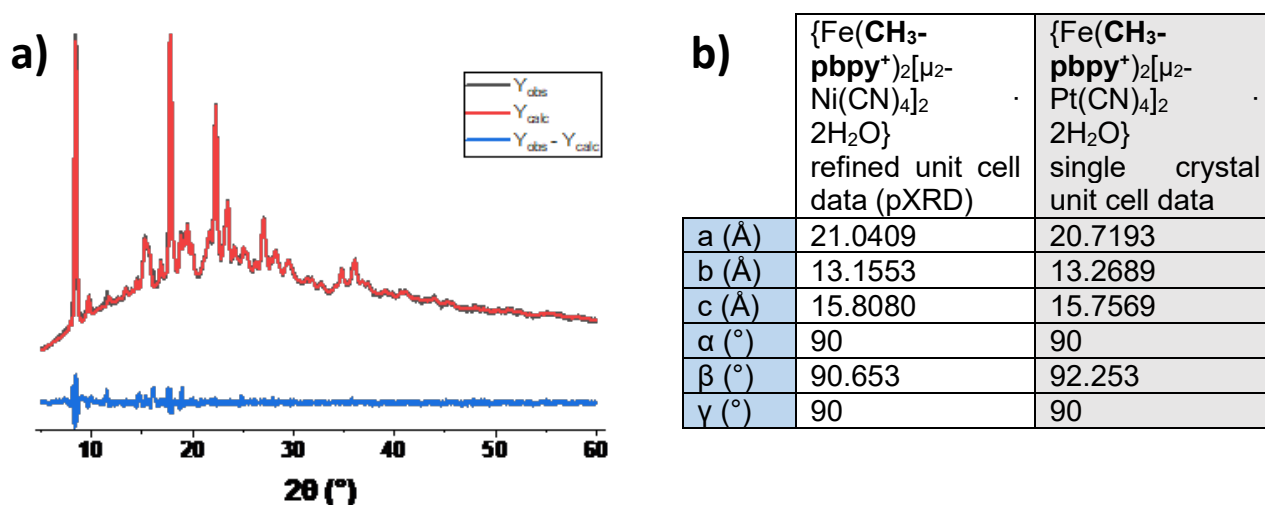 a)
Y_obs
Y_calc
Y_obs - Y_calc
10 20 30 40 50 60
2θ (°)
b)
{Fe(CH₃-
pbpy⁺)₂[μ₂-
Ni(CN)₄]₂ ·
2H₂O}
refined unit cell
data (pXRD)
{Fe(CH₃-
pbpy⁺)₂[μ₂-
Pt(CN)₄]₂ ·
2H₂O}
single crystal
unit cell data
a (Å) 21.0409 20.7193
b (Å) 13.1553 13.2689
c (Å) 15.8080 15.7569
α (°) 90 90
β (°) 90.653 92.253
γ (°) 90 90